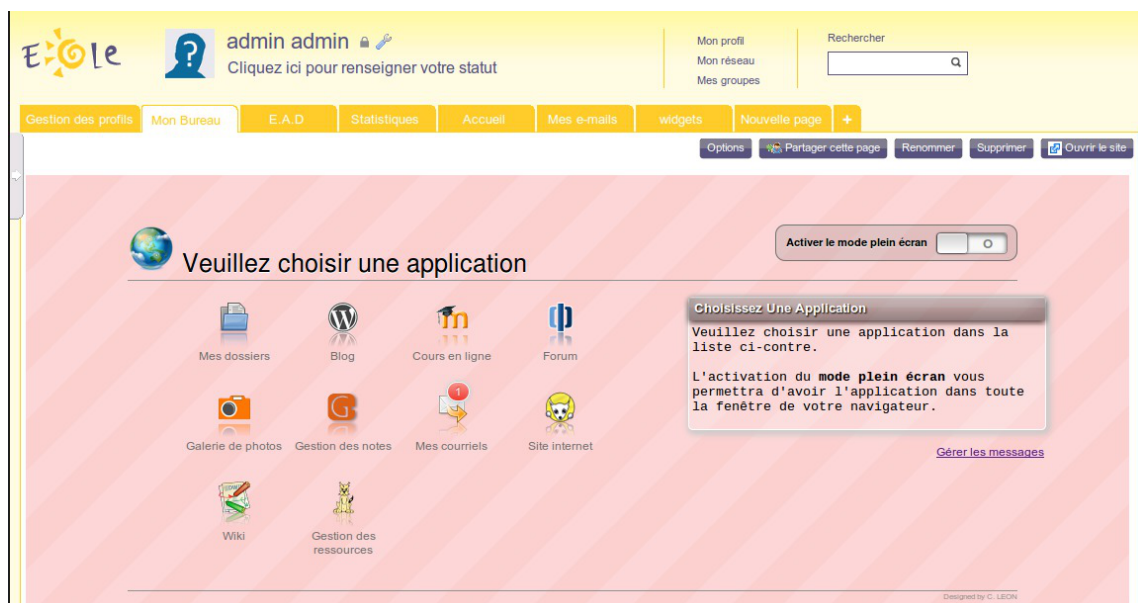 Eole
admin admin
Cliquez ici pour renseigner votre statut
Mon profil
Mon réseau
Mes groupes
Rechercher
Gestion des profils
Mon Bureau
E.A.D
Statistiques
Accueil
Mes e-mails
widgets
Nouvelle page
+
Options
Partager cette page
Renommer
Supprimer
Ouvrir le site
Veuillez choisir une application
Activer le mode plein écran
O
Mes dossiers
Blog
Cours en ligne
Forum
Galerie de photos
Gestion des notes
1
Mes courriels
Site internet
Wiki
Gestion des
ressources
Choisissez Une Application
Veuillez choisir une application dans la
liste ci-contre.
L'activation du mode plein écran vous
permettra d'avoir l'application dans toute
la fenêtre de votre navigateur.
Gérer les messages
Designed by C. LEON